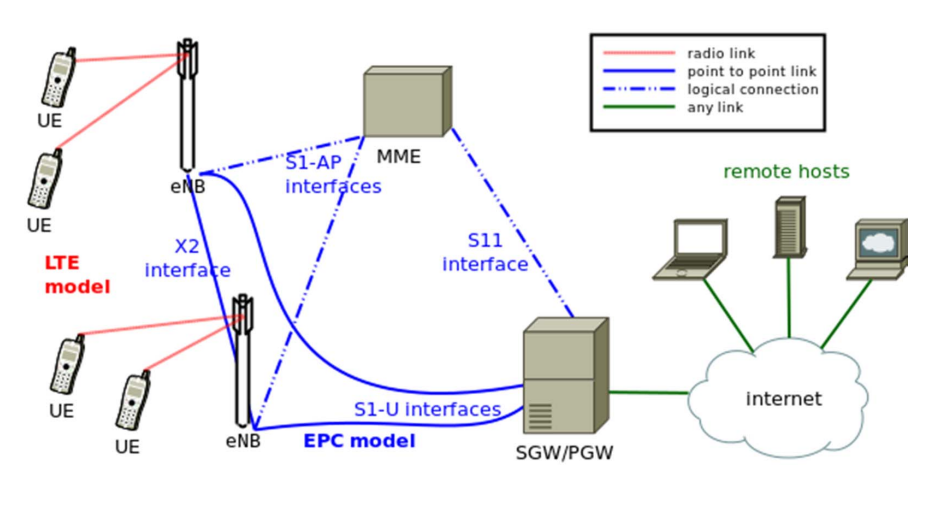 radio link
point to point link
logical connection
any link
UE
UE
eNB
MME
S1-AP
interfaces
remote hosts
X2
interface
S11
interface
LTE
model
UE
UE
eNB
S1-U interfaces
EPC model
SGW/PGW
internet